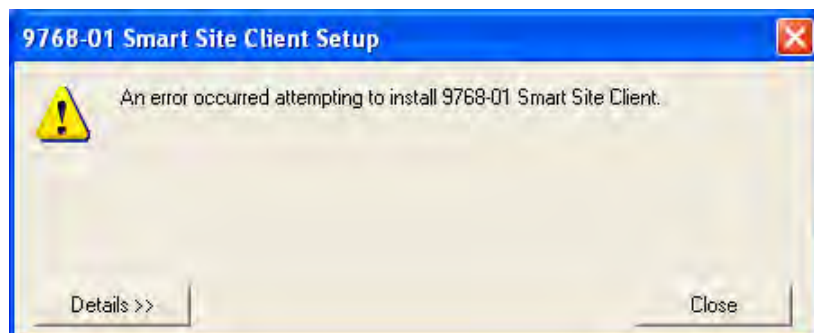 9768-01 Smart Site Client Setup
An error occurred attempting to install 9768-01 Smart Site Client.
Details >>
Close